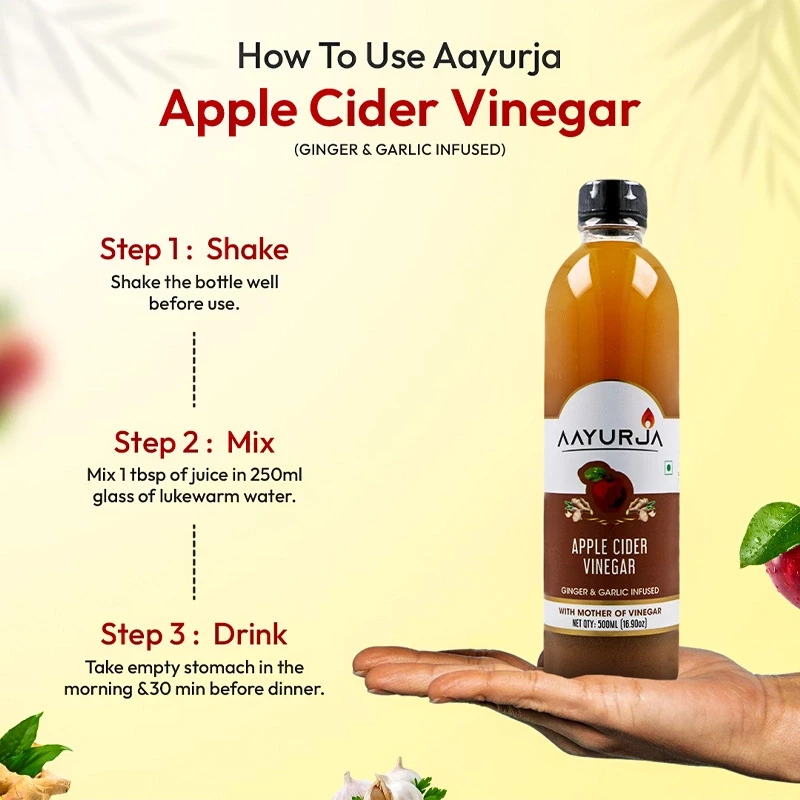 How To Use Aayurja
Apple Cider Vinegar
(GINGER & GARLIC INFUSED)
Step 1 : Shake
Shake the bottle well
before use.
Step 2 : Mix
Mix 1 tbsp of juice in 250ml
glass of lukewarm water.
Step 3 : Drink
Take empty stomach in the
morning &30 min before dinner.
AAYURJA
APPLE CIDER
VINEGAR
GINGER & GARLIC INFUSED
WITH MOTHER OF VINEGAR
NET QTY: 500ML (16.90oz)